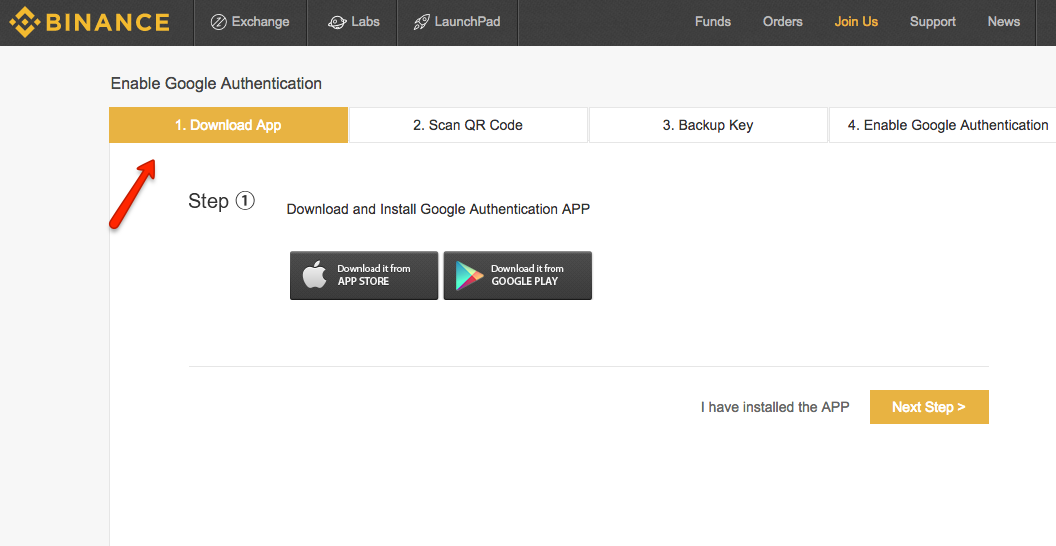 BINANCE
Exchange
Labs
LaunchPad
Funds
Orders
Join Us
Support
News
Enable Google Authentication
1. Download App
2. Scan QR Code
3. Backup Key
4. Enable Google Authentication
Step ①
Download and Install Google Authentication APP
Download it from
APP STORE
Download it from
GOOGLE PLAY
I have installed the APP
Next Step >